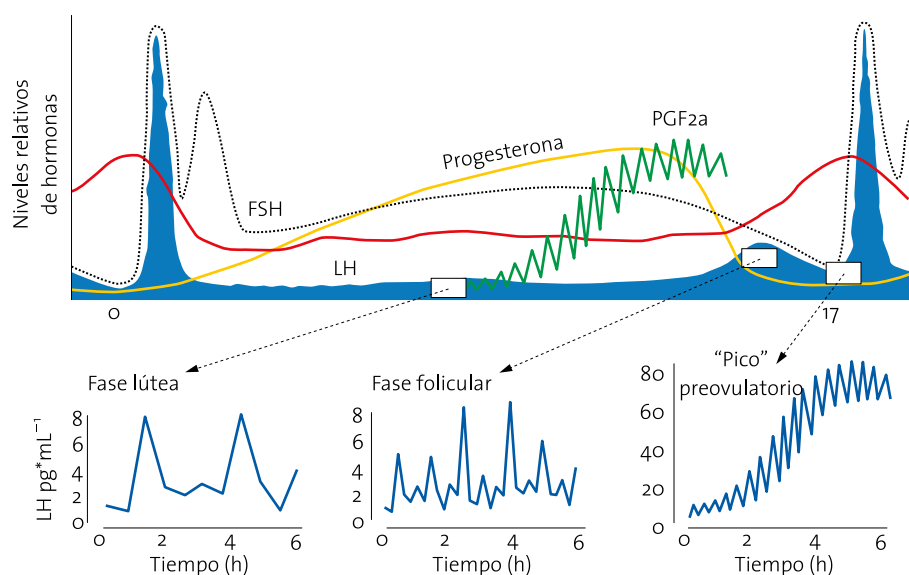 Niveles relativos
de hormonas
PGF2a
Progesterona
FSH
LH
0
17
Fase lútea
Fase folicular
“Pico”
preovulatorio
LH pg*mL⁻¹
8
6
4
2
0
0 2 4 6
Tiempo (h)
8
6
4
2
0
0 2 4 6
Tiempo (h)
80
60
40
20
0
0 2 4 6
Tiempo (h)